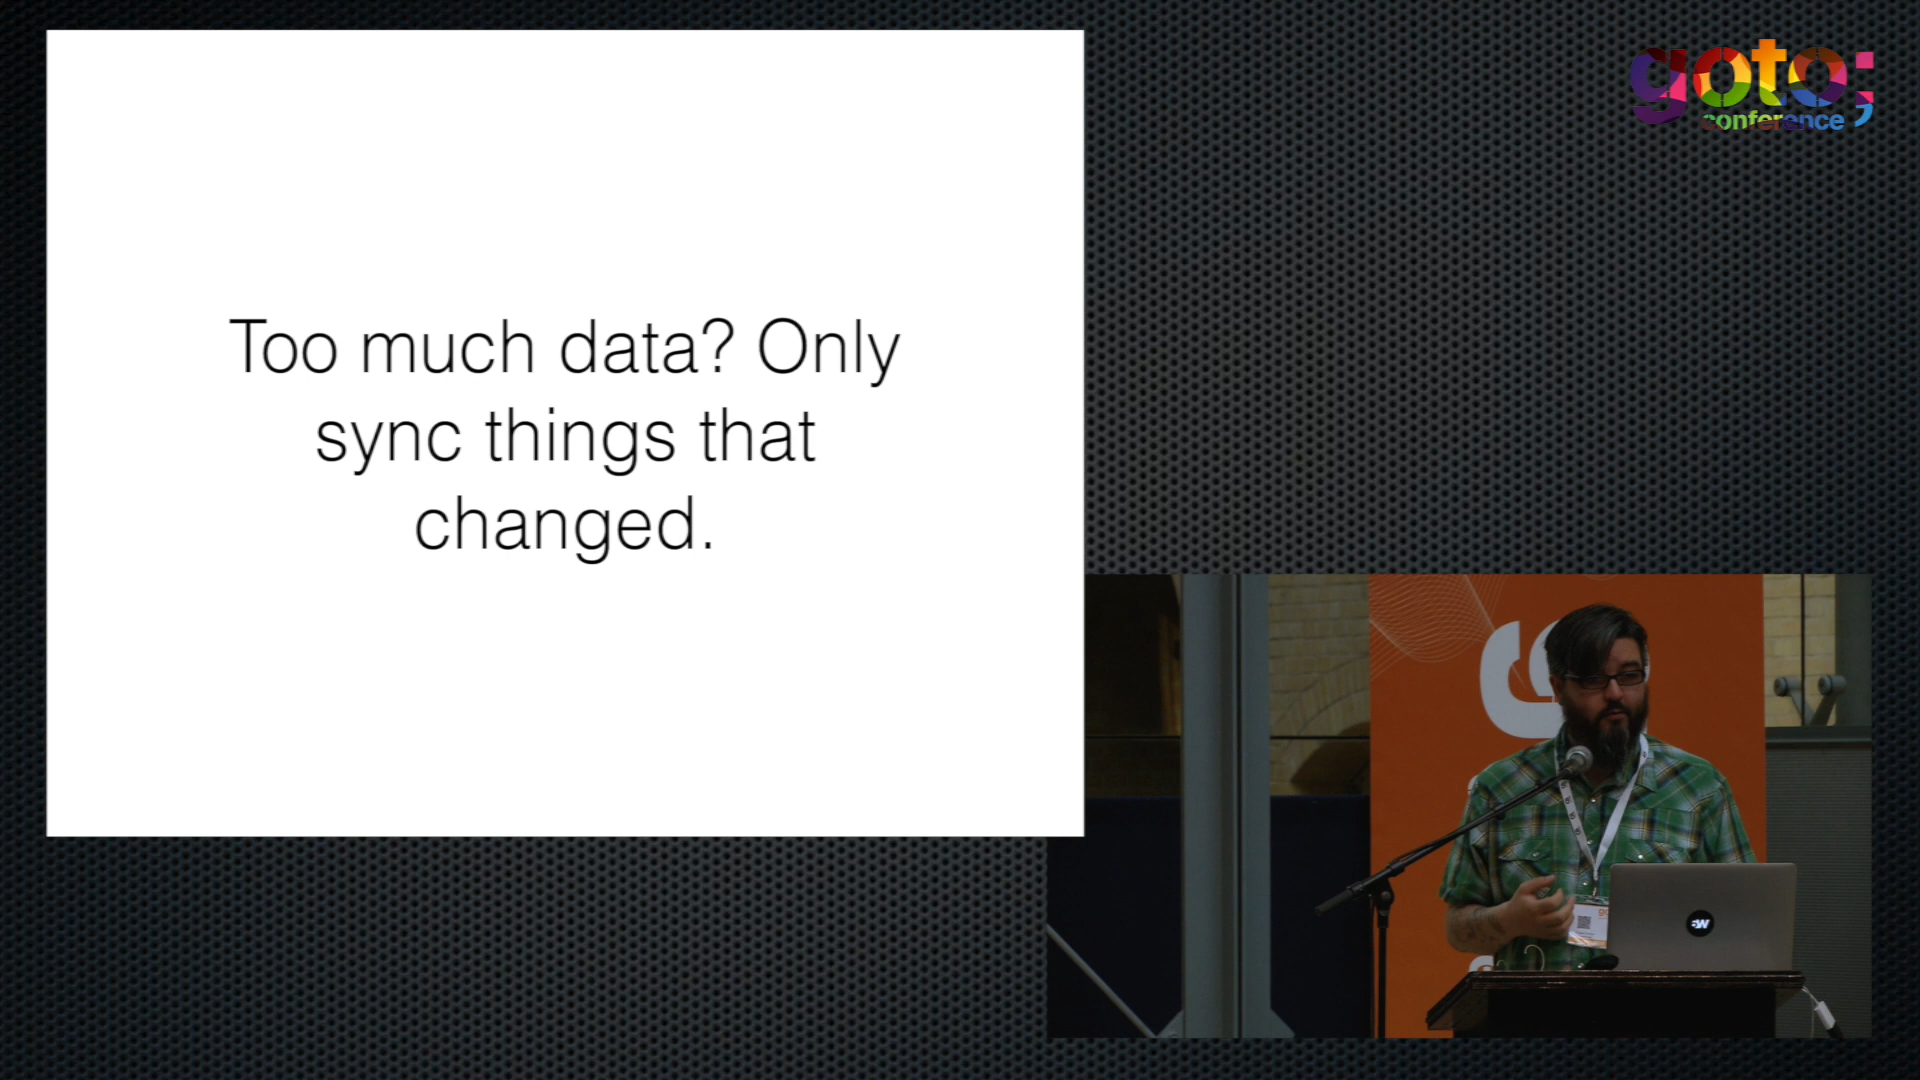 Too much data? Only
sync things that
changed.
goto;
conference